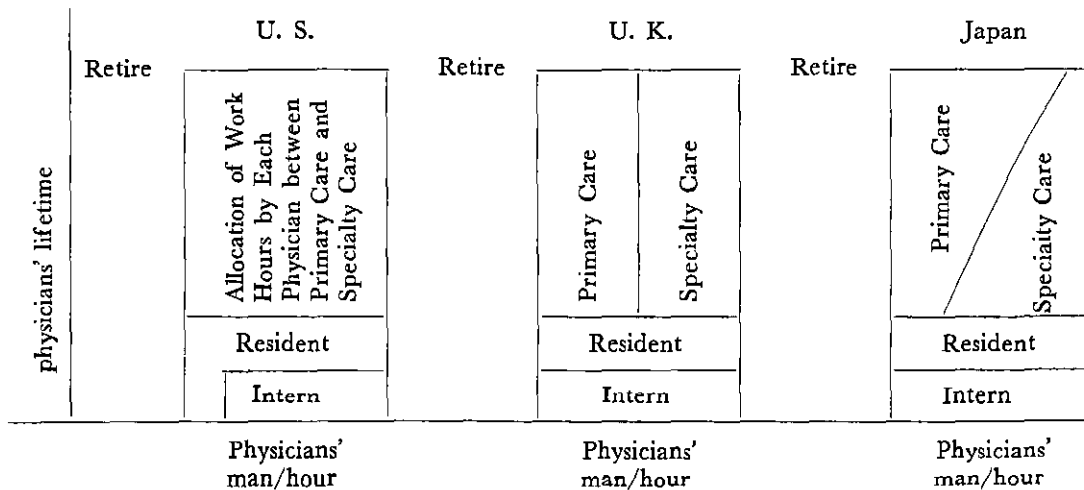 U. S.
U. K.
Japan
Retire
Retire
Retire
physicians' lifetime
Allocation of Work
Hours by Each
Physician between
Primary Care and
Specialty Care
Primary Care
Specialty Care
Primary Care
Speciaity Care
Resident
Resident
Resident
Intern
Intern
Intern
Physicians'
man/hour
Physicians'
man/hour
Physicians'
man/hour